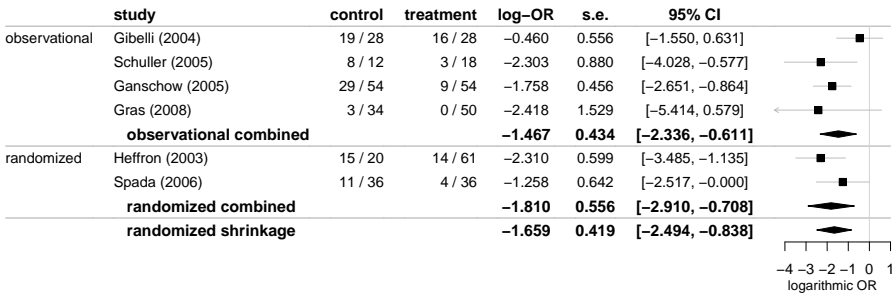 study control treatment log−OR s.e. 95% CI
observational Gibelli (2004) 19 / 28 16 / 28 −0.460 0.556 [−1.550, 0.631]
Schuller (2005) 8 / 12 3 / 18 −2.303 0.880 [−4.028, −0.577]
Ganschow (2005) 29 / 54 9 / 54 −1.758 0.456 [−2.651, −0.864]
Gras (2008) 3 / 34 0 / 50 −2.418 1.529 [−5.414, 0.579]
observational combined −1.467 0.434 [−2.336, −0.611]
randomized Heffron (2003) 15 / 20 14 / 61 −2.310 0.599 [−3.485, −1.135]
Spada (2006) 11 / 36 4 / 36 −1.258 0.642 [−2.517, −0.000]
randomized combined −1.810 0.556 [−2.910, −0.708]
randomized shrinkage −1.659 0.419 [−2.494, −0.838]
−4 −3 −2 −1 0 1
logarithmic OR